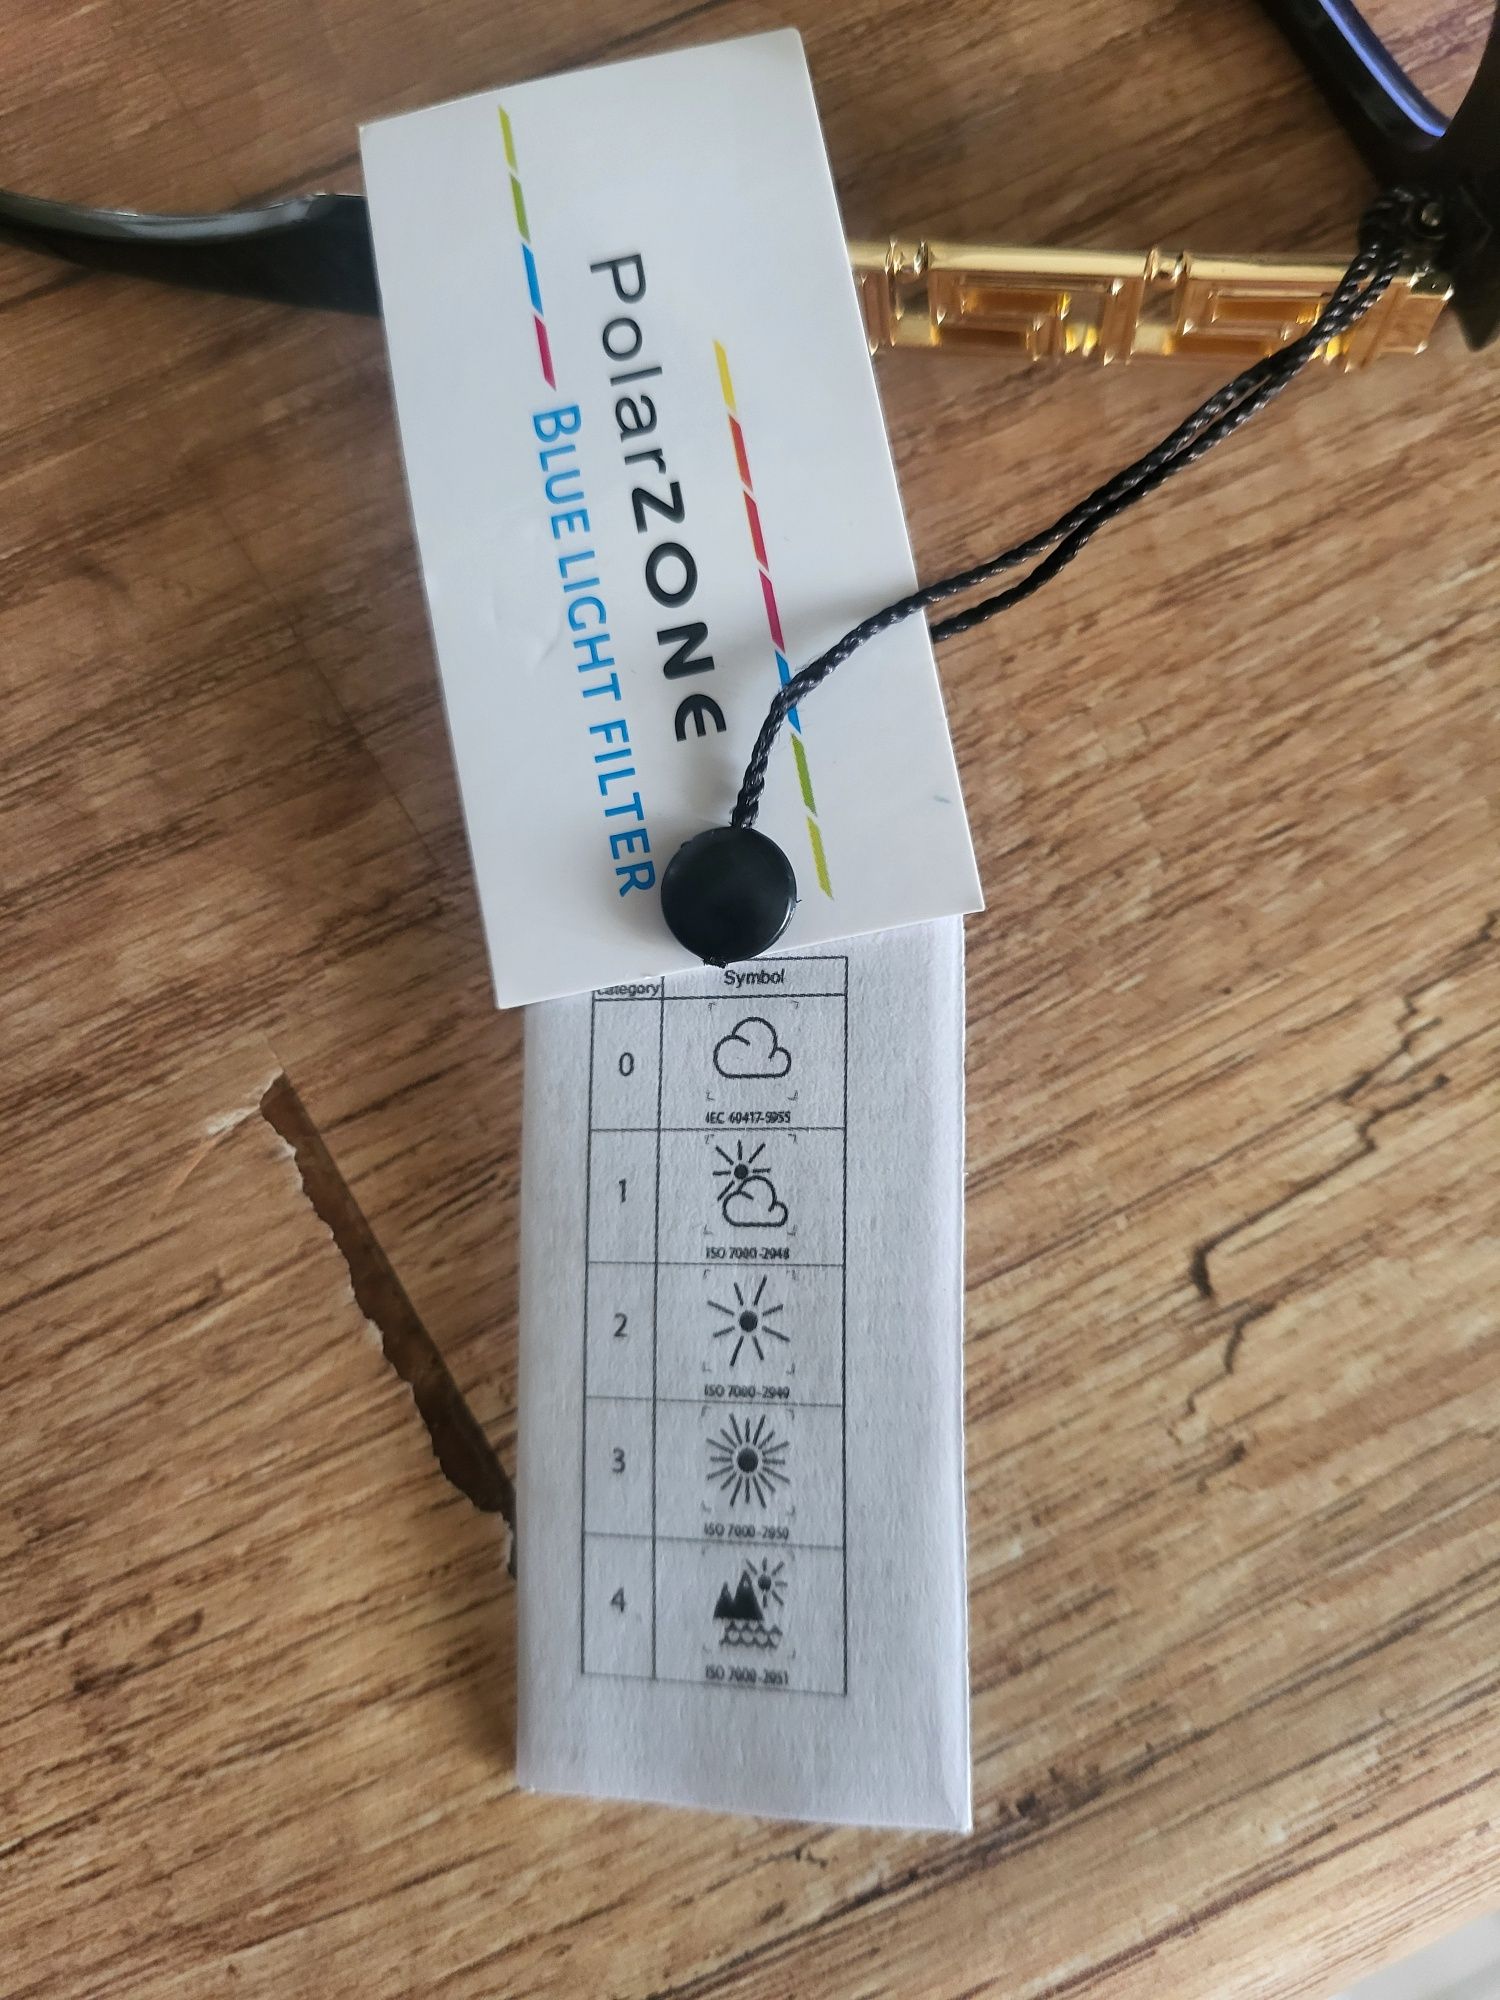 PolarZONE
BLUE LIGHT FILTER
category Symbol
0
IEC 60417-5955
1
ISO 7000-2948
2
ISO 7000-2949
3
ISO 7000-2950
4
ISO 7000-2951